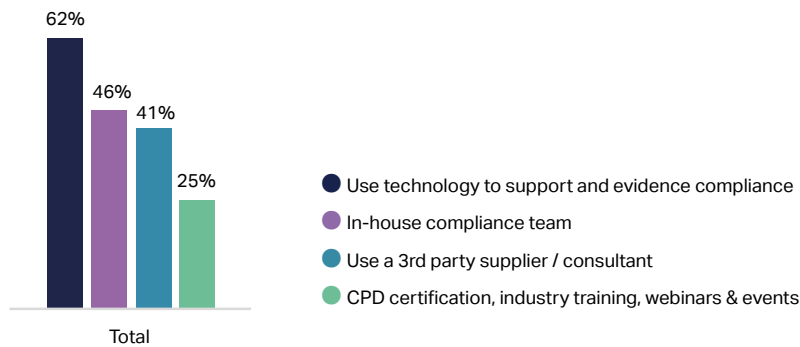 62%
46%
41%
25%
Use technology to support and evidence compliance
In-house compliance team
Use a 3rd party supplier / consultant
CPD certification, industry training, webinars & events
Total